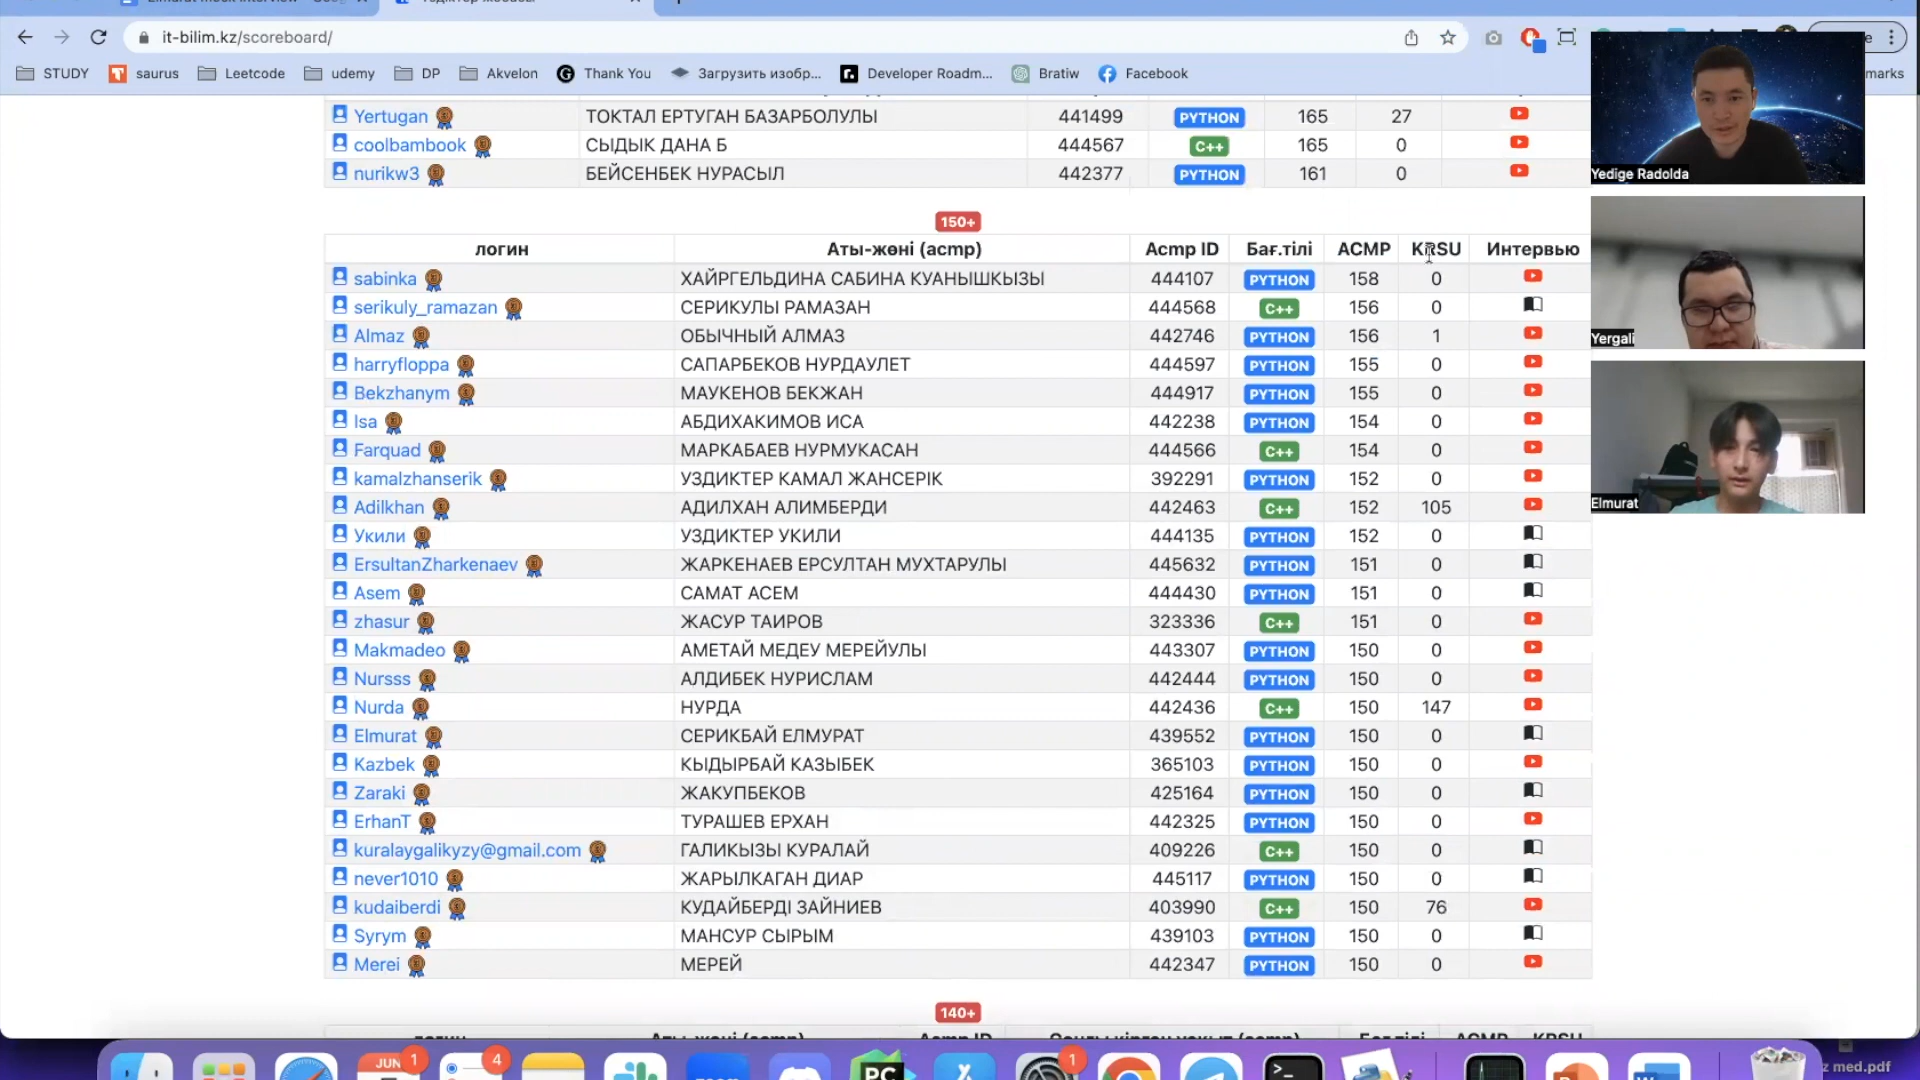 it-bilim.kz/scoreboard/
STUDY saurus Leetcode udemy DP Akvelon Thank You Загрузить изобр... Developer Roadm... Bratiw Facebook marks
Yertugan ТОКТАЛ ЕРТУГАН БАЗАРБОЛУЛЫ 441499 PYTHON 165 27
coolbambook СЫДЫК ДАНА Б 444567 C++ 165 0
nurikw3 БЕЙСЕНБЕК НУРАСЫЛ 442377 PYTHON 161 0
150+
логин Аты-жөні (acmp) Acmp ID Бағ.тілі ACMP KRSU Интервью
sabinka ХАЙРГЕЛЬДИНА САБИНА КУАНЫШКЫЗЫ 444107 PYTHON 158 0
serikuly_ramazan СЕРИКУЛЫ РАМАЗАН 444568 C++ 156 0
Almaz ОБЫЧНЫЙ АЛМАЗ 442746 PYTHON 156 1
harryfloppa САПАРБЕКОВ НУРДАУЛЕТ 444597 PYTHON 155 0
Bekzhanym МАУКЕНОВ БЕКЖАН 444917 PYTHON 155 0
Isa АБДИХАКИМОВ ИСА 442238 PYTHON 154 0
Farquad МАРКАБАЕВ НУРМУКАСАН 444566 C++ 154 0
kamalzhanserik УЗДИКТЕР КАМАЛ ЖАНСЕРІК 392291 PYTHON 152 0
Adilkhan АДИЛХАН АЛИМБЕРДИ 442463 C++ 152 105
Укили УЗДИКТЕР УКИЛИ 444135 PYTHON 152 0
ErsultanZharkenaev ЖАРКЕНАЕВ ЕРСУЛТАН МУХТАРУЛЫ 445632 PYTHON 151 0
Asem САМАТ АСЕМ 444430 PYTHON 151 0
zhasur ЖАСУР ТАИРОВ 323336 C++ 151 0
Makmadeo АМЕТАЙ МЕДЕУ МЕРЕЙУЛЫ 443307 PYTHON 150 0
Nursss АЛДИБЕК НУРИСЛАМ 442444 PYTHON 150 0
Nurda НУРДА 442436 C++ 150 147
Elmurat СЕРИКБАЙ ЕЛМУРАТ 439552 PYTHON 150 0
Kazbek КЫДЫРБАЙ КАЗЫБЕК 365103 PYTHON 150 0
Zaraki ЖАКУПБЕКОВ 425164 PYTHON 150 0
ErhanT ТУРАШЕВ ЕРХАН 442325 PYTHON 150 0
kuralaygalikyzy@gmail.com ГАЛИКЫЗЫ КУРАЛАЙ 409226 C++ 150 0
never1010 ЖАРЫЛКАГАН ДИАР 445117 PYTHON 150 0
kudaiberdi КУДАЙБЕРДІ ЗАЙНИЕВ 403990 C++ 150 76
Syrym МАНСУР СЫРЫМ 439103 PYTHON 150 0
Merei МЕРЕЙ 442347 PYTHON 150 0
140+
Yedige Radolda
Yergali
Elmurat
JUN 1 4 PC 1
z med.pdf